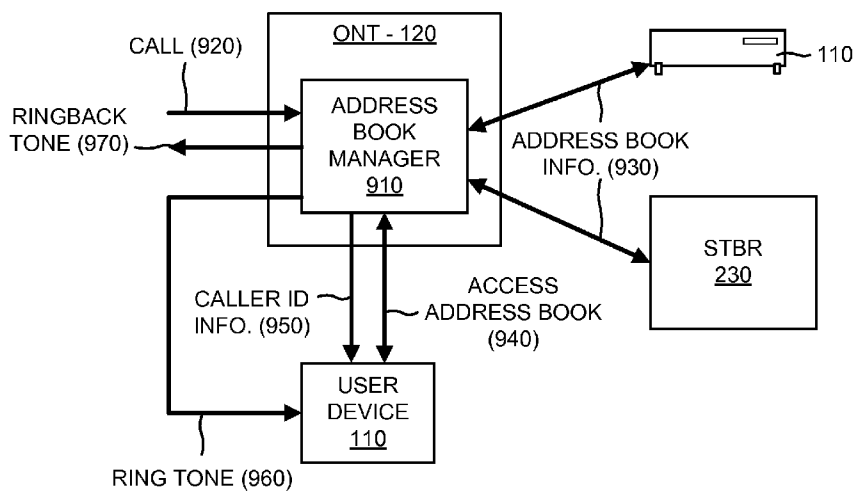 ONT - 120
CALL (920)
110
RINGBACK
TONE (970)
ADDRESS
BOOK
MANAGER
910
ADDRESS BOOK
INFO. (930)
STBR
230
CALLER ID
INFO. (950)
ACCESS
ADDRESS BOOK
(940)
USER
DEVICE
110
RING TONE (960)